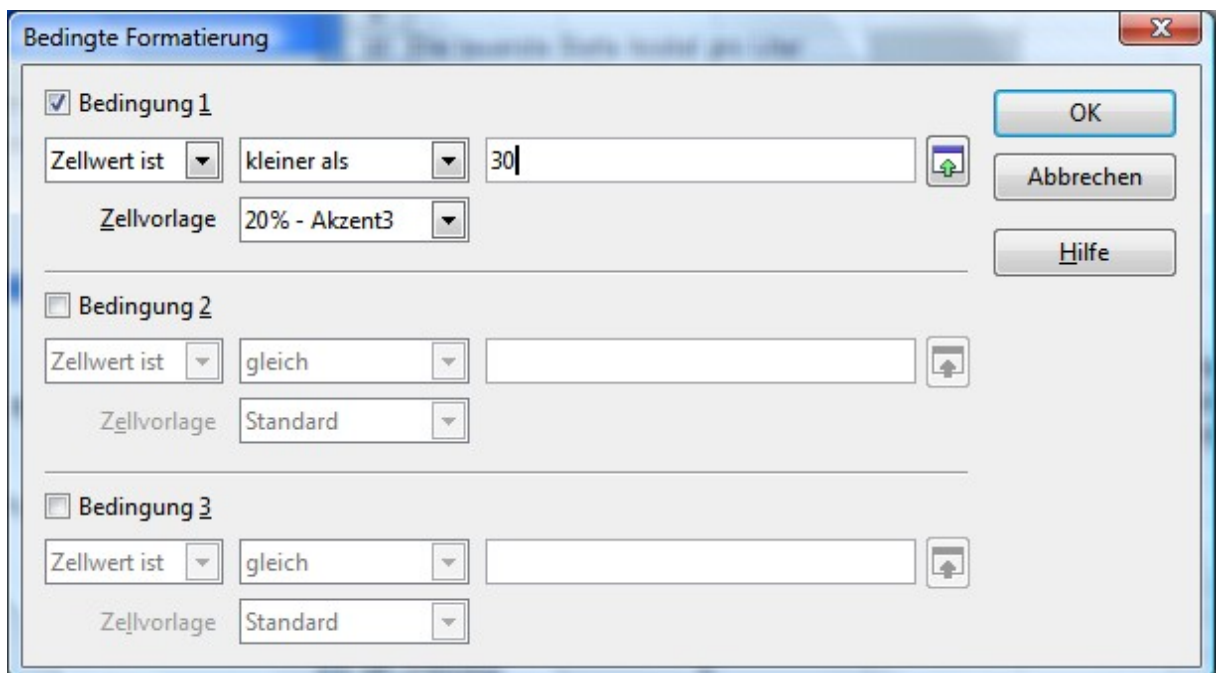 Bedingte Formatierung
Bedingung 1
OK
Zellwert ist kleiner als 30
Abbrechen
Zellvorlage 20% - Akzent3
Hilfe
Bedingung 2
Zellwert ist gleich
Zellvorlage Standard
Bedingung 3
Zellwert ist gleich
Zellvorlage Standard